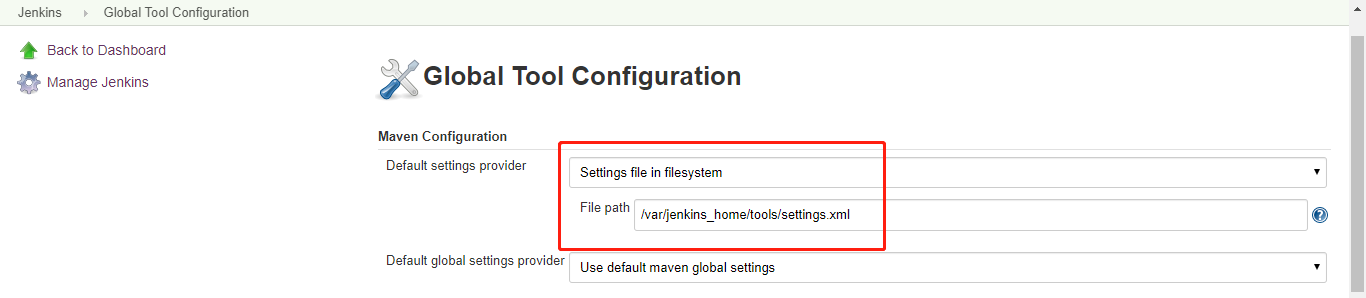 Jenkins Global Tool Configuration
Back to Dashboard
Manage Jenkins
Global Tool Configuration
Maven Configuration
Default settings provider Settings file in filesystem
File path /var/jenkins_home/tools/settings.xml
Default global settings provider Use default maven global settings